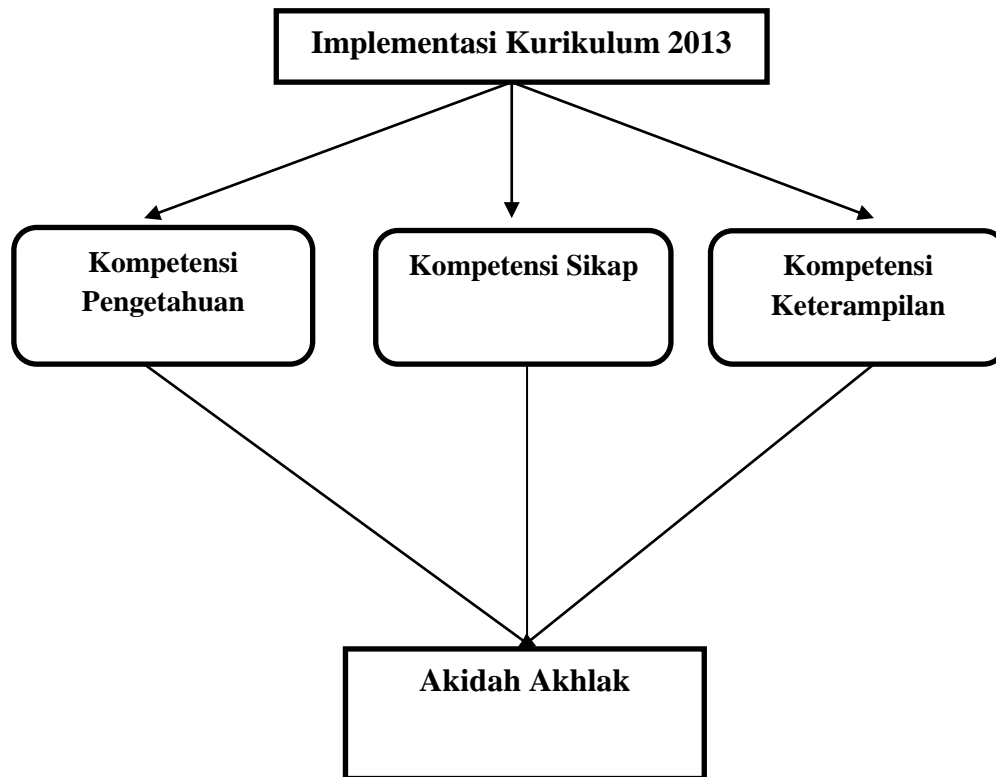 Implementasi Kurikulum 2013
Kompetensi
Pengetahuan
Kompetensi Sikap
Kompetensi
Keterampilan
Akidah Akhlak